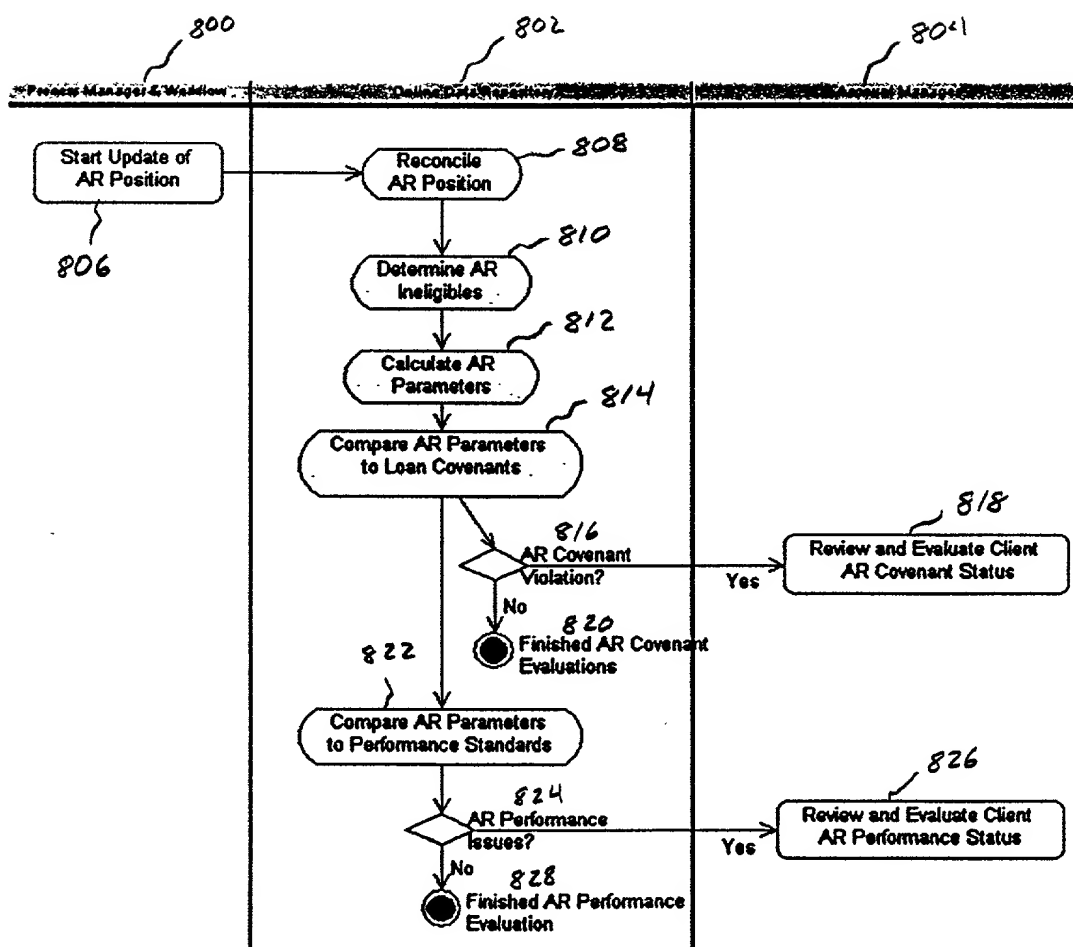 800
802
804
Process Manager & Workflow
Online Data Repository
Account Manager
Start Update of
AR Position
806
Reconcile
AR Position
808
Determine AR
Ineligibles
810
Calculate AR
Parameters
812
Compare AR Parameters
to Loan Covenants
814
816
AR Covenant
Violation?
Yes
818
Review and Evaluate Client
AR Covenant Status
No
820
Finished AR Covenant
Evaluations
822
Compare AR Parameters
to Performance Standards
824
AR Performance
Issues?
Yes
826
Review and Evaluate Client
AR Performance Status
No
828
Finished AR Performance
Evaluation